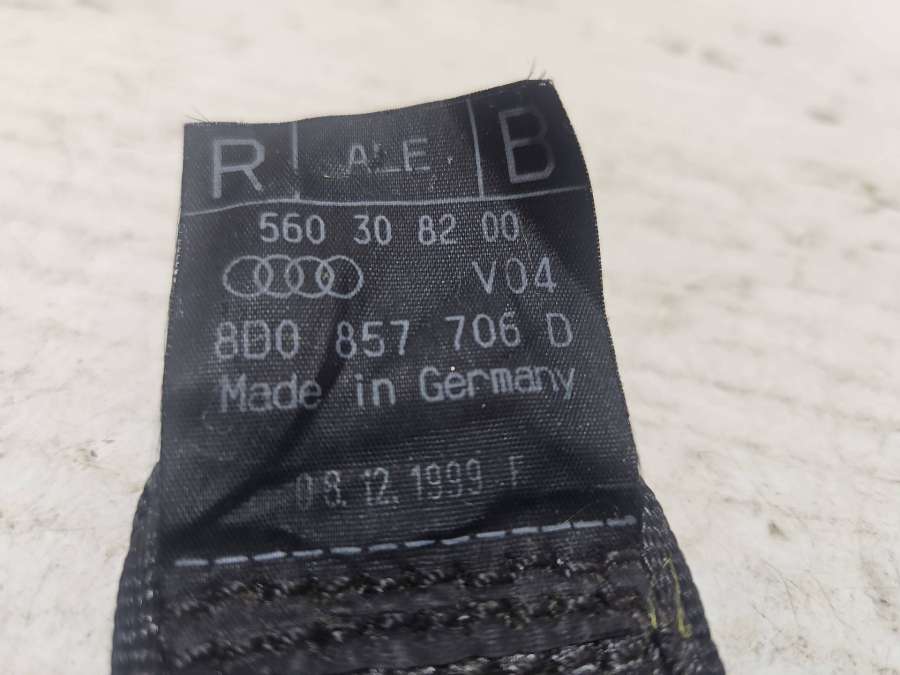 R ALE B
560 30 82 00
V04
8D0 857 706 D
Made in Germany
08.12.1999 F